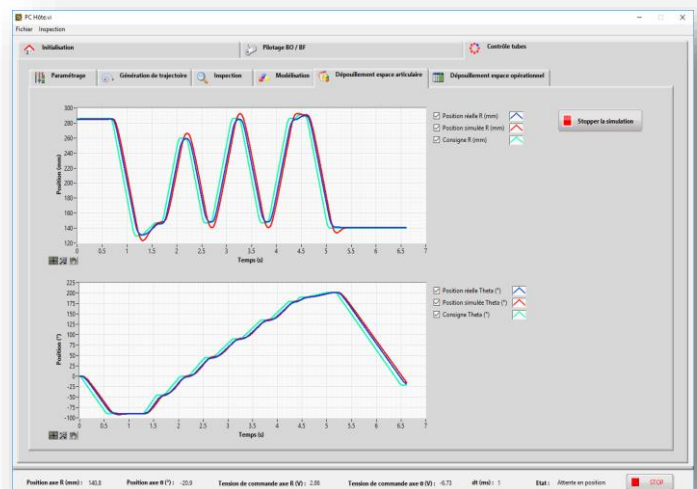 PC Hôte.vi
Fichier Inspection
Initialisation
Pilotage BO / BF
Contrôle tubes
Paramétrage
Génération de trajectoire
Inspection
Modélisation
Dépouillement espace articulaire
Dépouillement espace opérationnel
300
280
260
240
220
200
180
160
140
120
Position (mm)
0 0.5 1 1.5 2 2.5 3 3.5 4 4.5 5 5.5 6 6.5 7
Temps (s)
Position réelle R (mm)
Position simulée R (mm)
Consigne R (mm)
Stopper la simulation
225
200
175
150
125
100
75
50
25
0
-25
-50
-75
-100
Position (°)
0 0.5 1 1.5 2 2.5 3 3.5 4 4.5 5 5.5 6 6.5 7
Temps (s)
Position réelle Theta (°)
Position simulée Theta (°)
Consigne Theta (°)
Position axe R (mm) : 140.8 Position axe θ (°) : -20.9 Tension de commande axe R (V) : 2.86 Tension de commande axe θ (V) : -6.73 dt (ms) : 1 Etat : Attente en position STOP